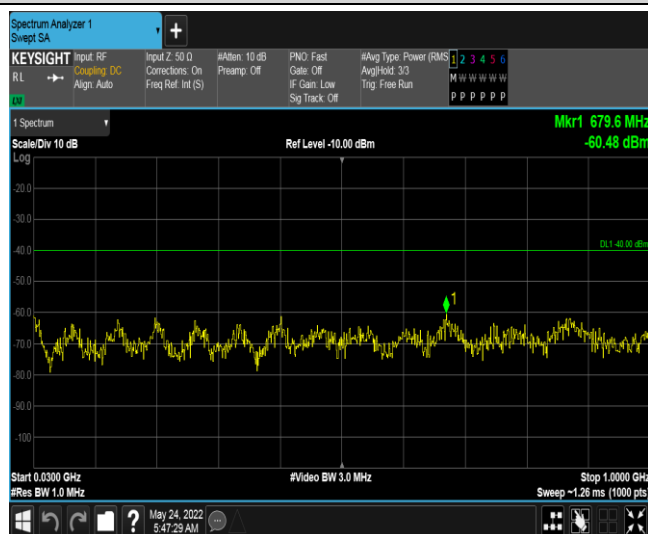 Spectrum Analyzer 1
Swept SA
+
KEYSIGHT
RL
LXI
Input: RF
Coupling: DC
Align: Auto
Input Z: 50 Ω
Corrections: On
Freq Ref: Int (S)
#Atten: 10 dB
Preamp: Off
PNO: Fast
Gate: Off
IF Gain: Low
Sig Track: Off
#Avg Type: Power (RMS
Avg|Hold: 3/3
Trig: Free Run
1 2 3 4 5 6
M W W W W W
P P P P P P
1 Spectrum
Mkr1 679.6 MHz
-60.48 dBm
Scale/Div 10 dB
Ref Level -10.00 dBm
Log
-20.0
-30.0
-40.0
DL1 -40.00 dBm
-50.0
-60.0
1
-70.0
-80.0
-90.0
-100
Start 0.0300 GHz
#Video BW 3.0 MHz
Stop 1.0000 GHz
#Res BW 1.0 MHz
Sweep ~1.26 ms (1000 pts)
?
May 24, 2022
5:47:29 AM